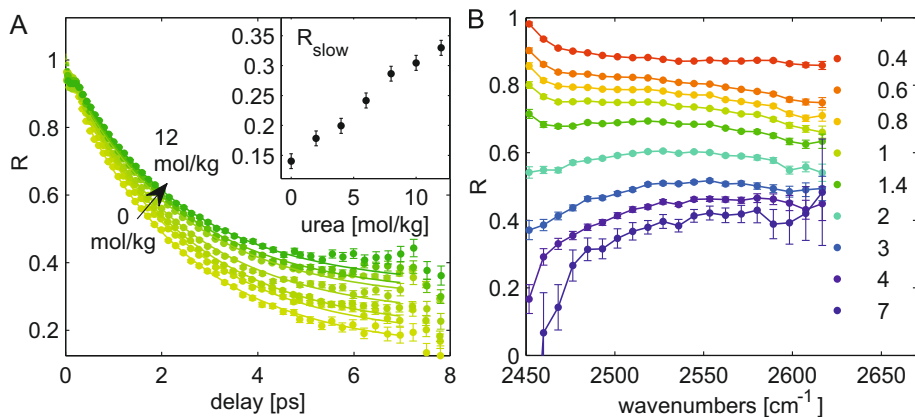 A
B
R_slow
0.35
0.3
0.25
0.2
0.15
0 5 10
urea [mol/kg]
12
mol/kg
0
mol/kg
1
0.8
0.6
0.4
0.2
R
0 2 4 6 8
delay [ps]
1
0.8
0.6
0.4
0.2
0
R
2450 2500 2550 2600 2650
wavenumbers [cm⁻¹]
0.4
0.6
0.8
1
1.4
2
3
4
7